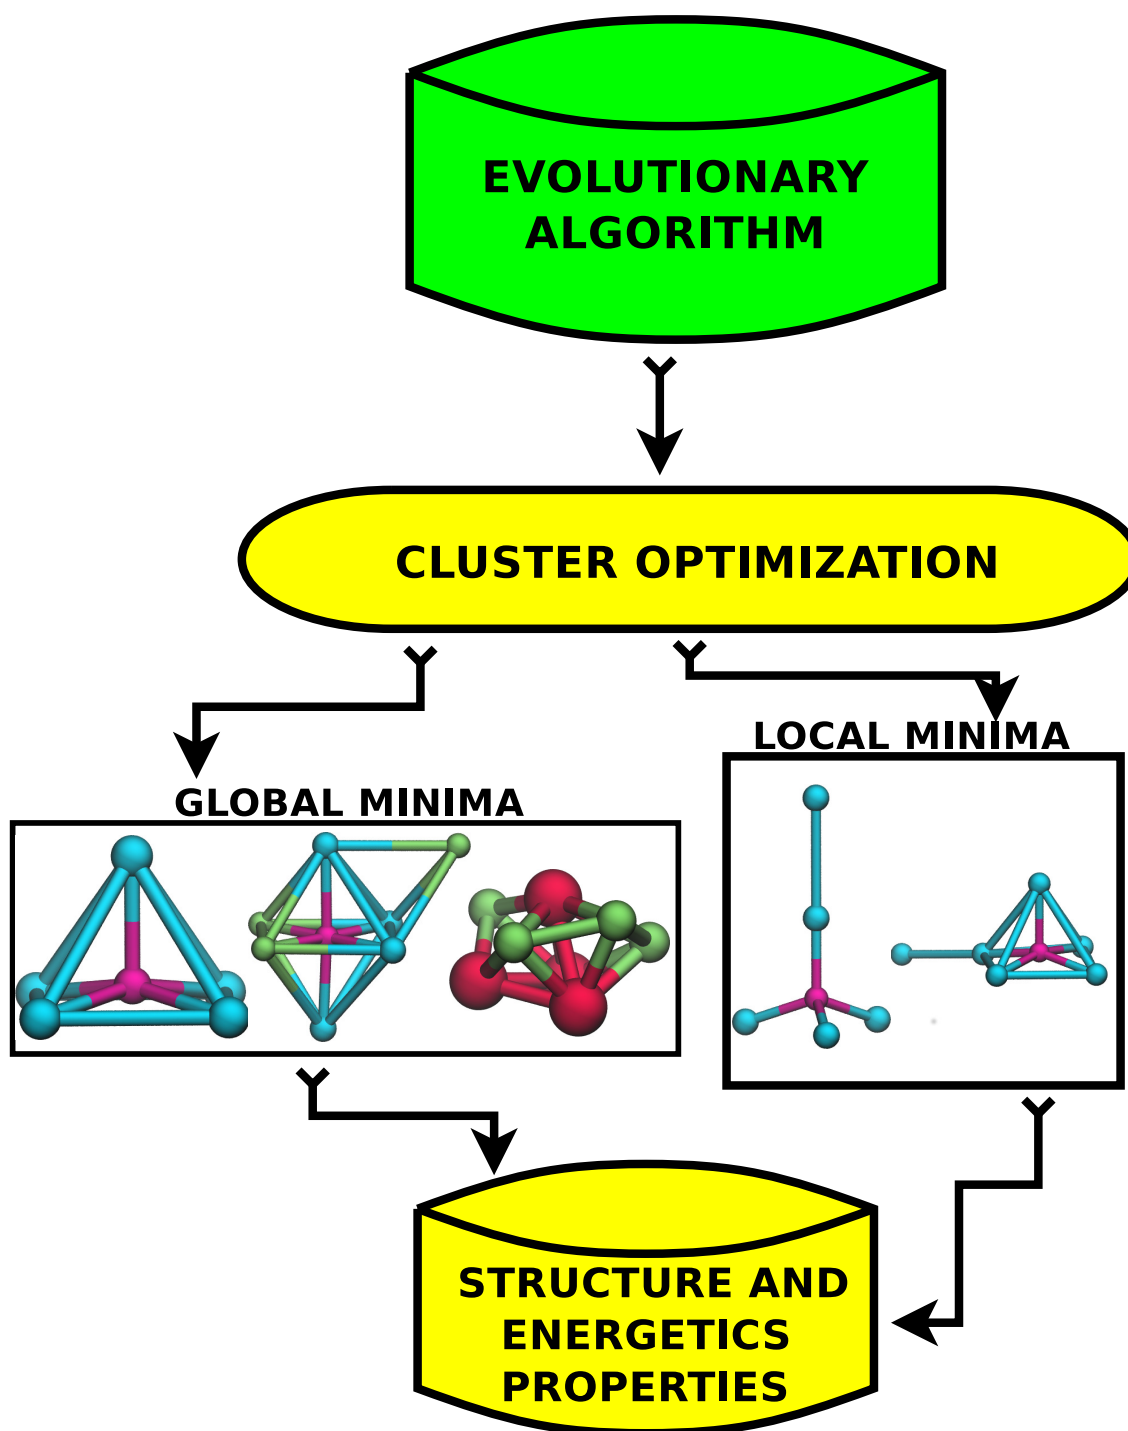 EVOLUTIONARY
ALGORITHM
CLUSTER OPTIMIZATION
LOCAL MINIMA
GLOBAL MINIMA
STRUCTURE AND
ENERGETICS
PROPERTIES